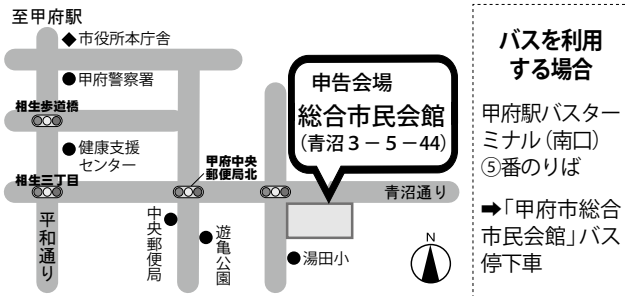 至甲府駅
◆市役所本庁舎
●甲府警察署
相生歩道橋
●健康支援
センター
相生三丁目
平和通り
甲府中央
郵便局北
中央郵便局
遊亀公園
申告会場
総合市民会館
（青沼３－５－44）
青沼通り
●湯田小
N
バスを利用
する場合
甲府駅バスター
ミナル（南口）
⑤番のりば
➡「甲府市総合
市民会館」バス
停下車